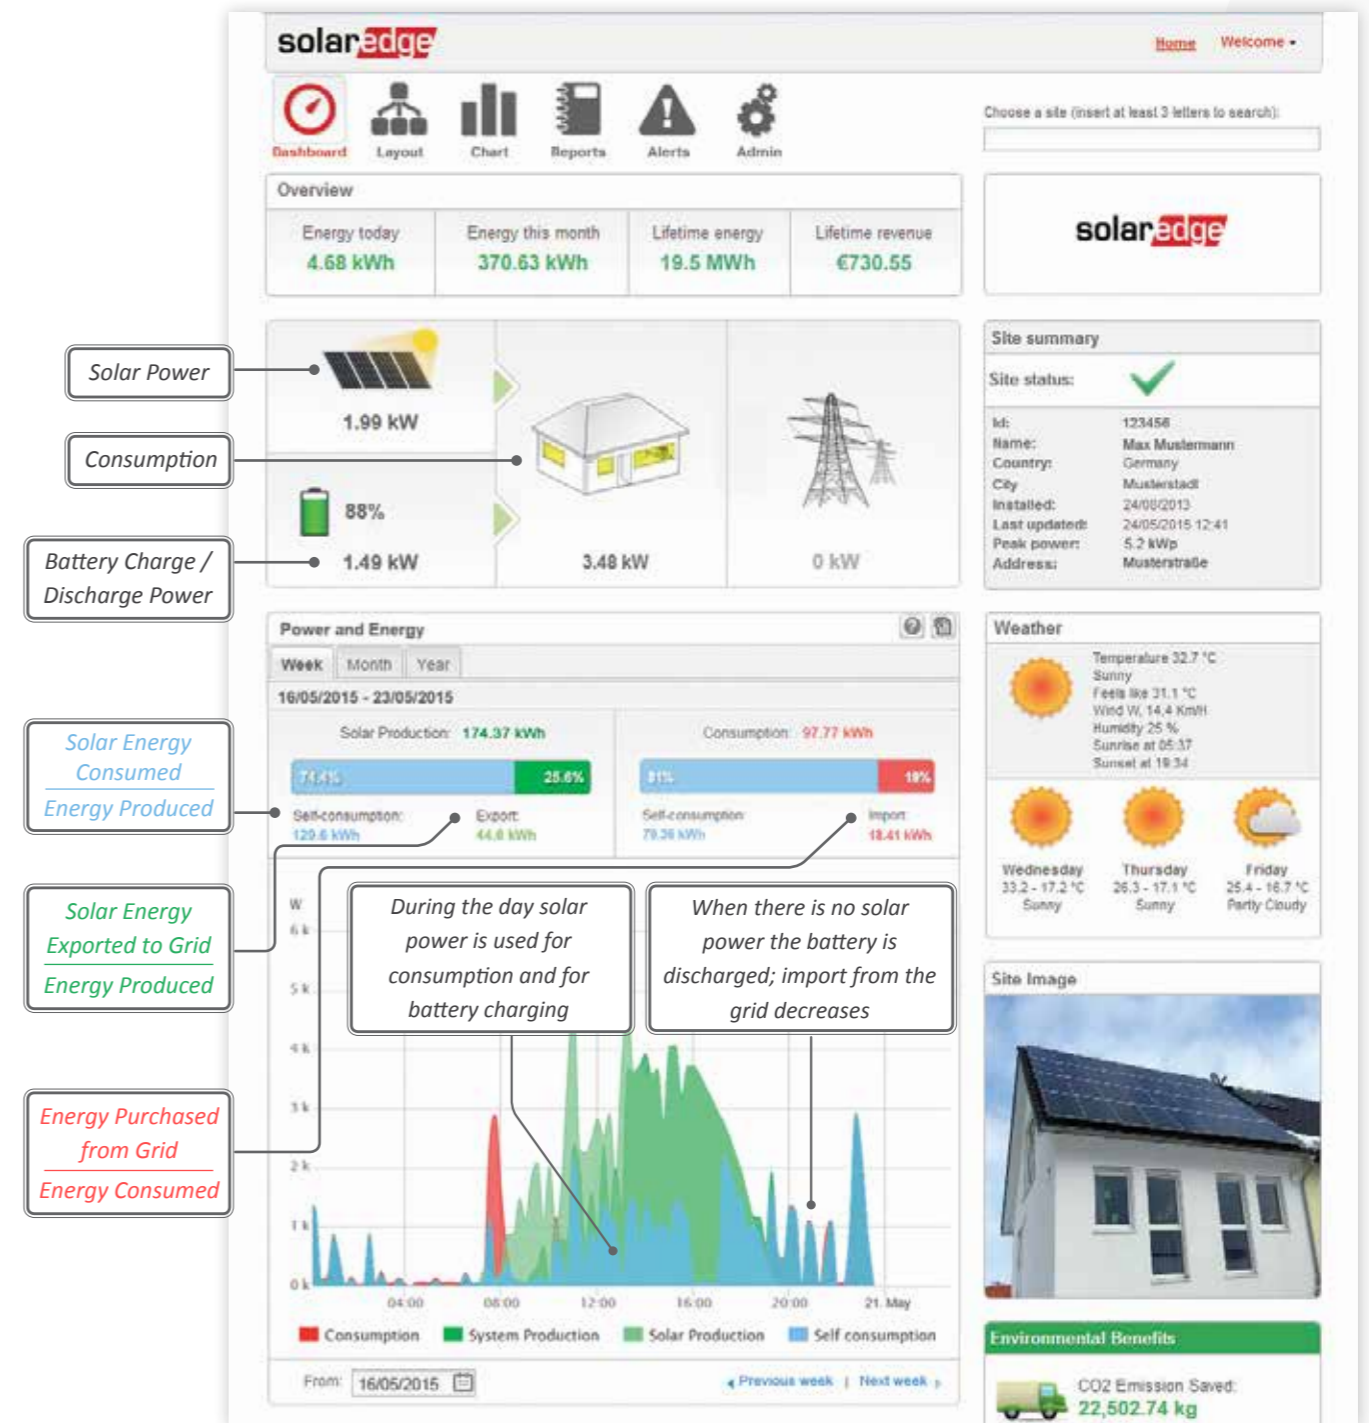 solaredge
Home Welcome
Dashboard Layout Chart Reports Alerts Admin
Choose a site (insert at least 3 letters to search):
Overview
Energy today Energy this month Lifetime energy Lifetime revenue
4.68 kWh 370.63 kWh 19.5 MWh €730.55
solaredge
Solar Power
1.99 kW
Consumption
88%
Battery Charge /
Discharge Power
1.49 kW 3.48 kW 0 kW
Site summary
Site status:
Id: 123456
Name: Max Mustermann
Country: Germany
City Musterstadt
Installed: 24/08/2013
Last updated: 24/05/2015 12:41
Peak power: 5.2 kWp
Address: Musterstraße
Power and Energy
Week Month Year
16/05/2015 - 23/05/2015
Solar Production: 174.37 kWh Consumption: 97.77 kWh
74.4% 25.6% 81% 19%
Self-consumption: Export: Self-consumption: Import:
129.6 kWh 44.6 kWh 79.36 kWh 18.41 kWh
Solar Energy
Consumed
Energy Produced
Solar Energy
Exported to Grid
Energy Produced
Energy Purchased
from Grid
Energy Consumed
During the day solar
power is used for
consumption and for
battery charging
When there is no solar
power the battery is
discharged; import from the
grid decreases
W
6 k
5 k
4 k
3 k
2 k
1 k
0 k
04:00 08:00 12:00 16:00 20:00 21. May
Consumption System Production Solar Production Self consumption
From: 16/05/2015 Previous week | Next week
Weather
Temperature 32.7 °C
Sunny
Feels like 31.1 °C
Wind W, 14.4 Km/H
Humidity 25 %
Sunrise at 05:37
Sunset at 19:34
Wednesday Thursday Friday
33.2 - 17.2 °C 26.3 - 17.1 °C 25.4 - 16.7 °C
Sunny Sunny Partly Cloudy
Site Image
Environmental Benefits
CO2 Emission Saved:
22,502.74 kg